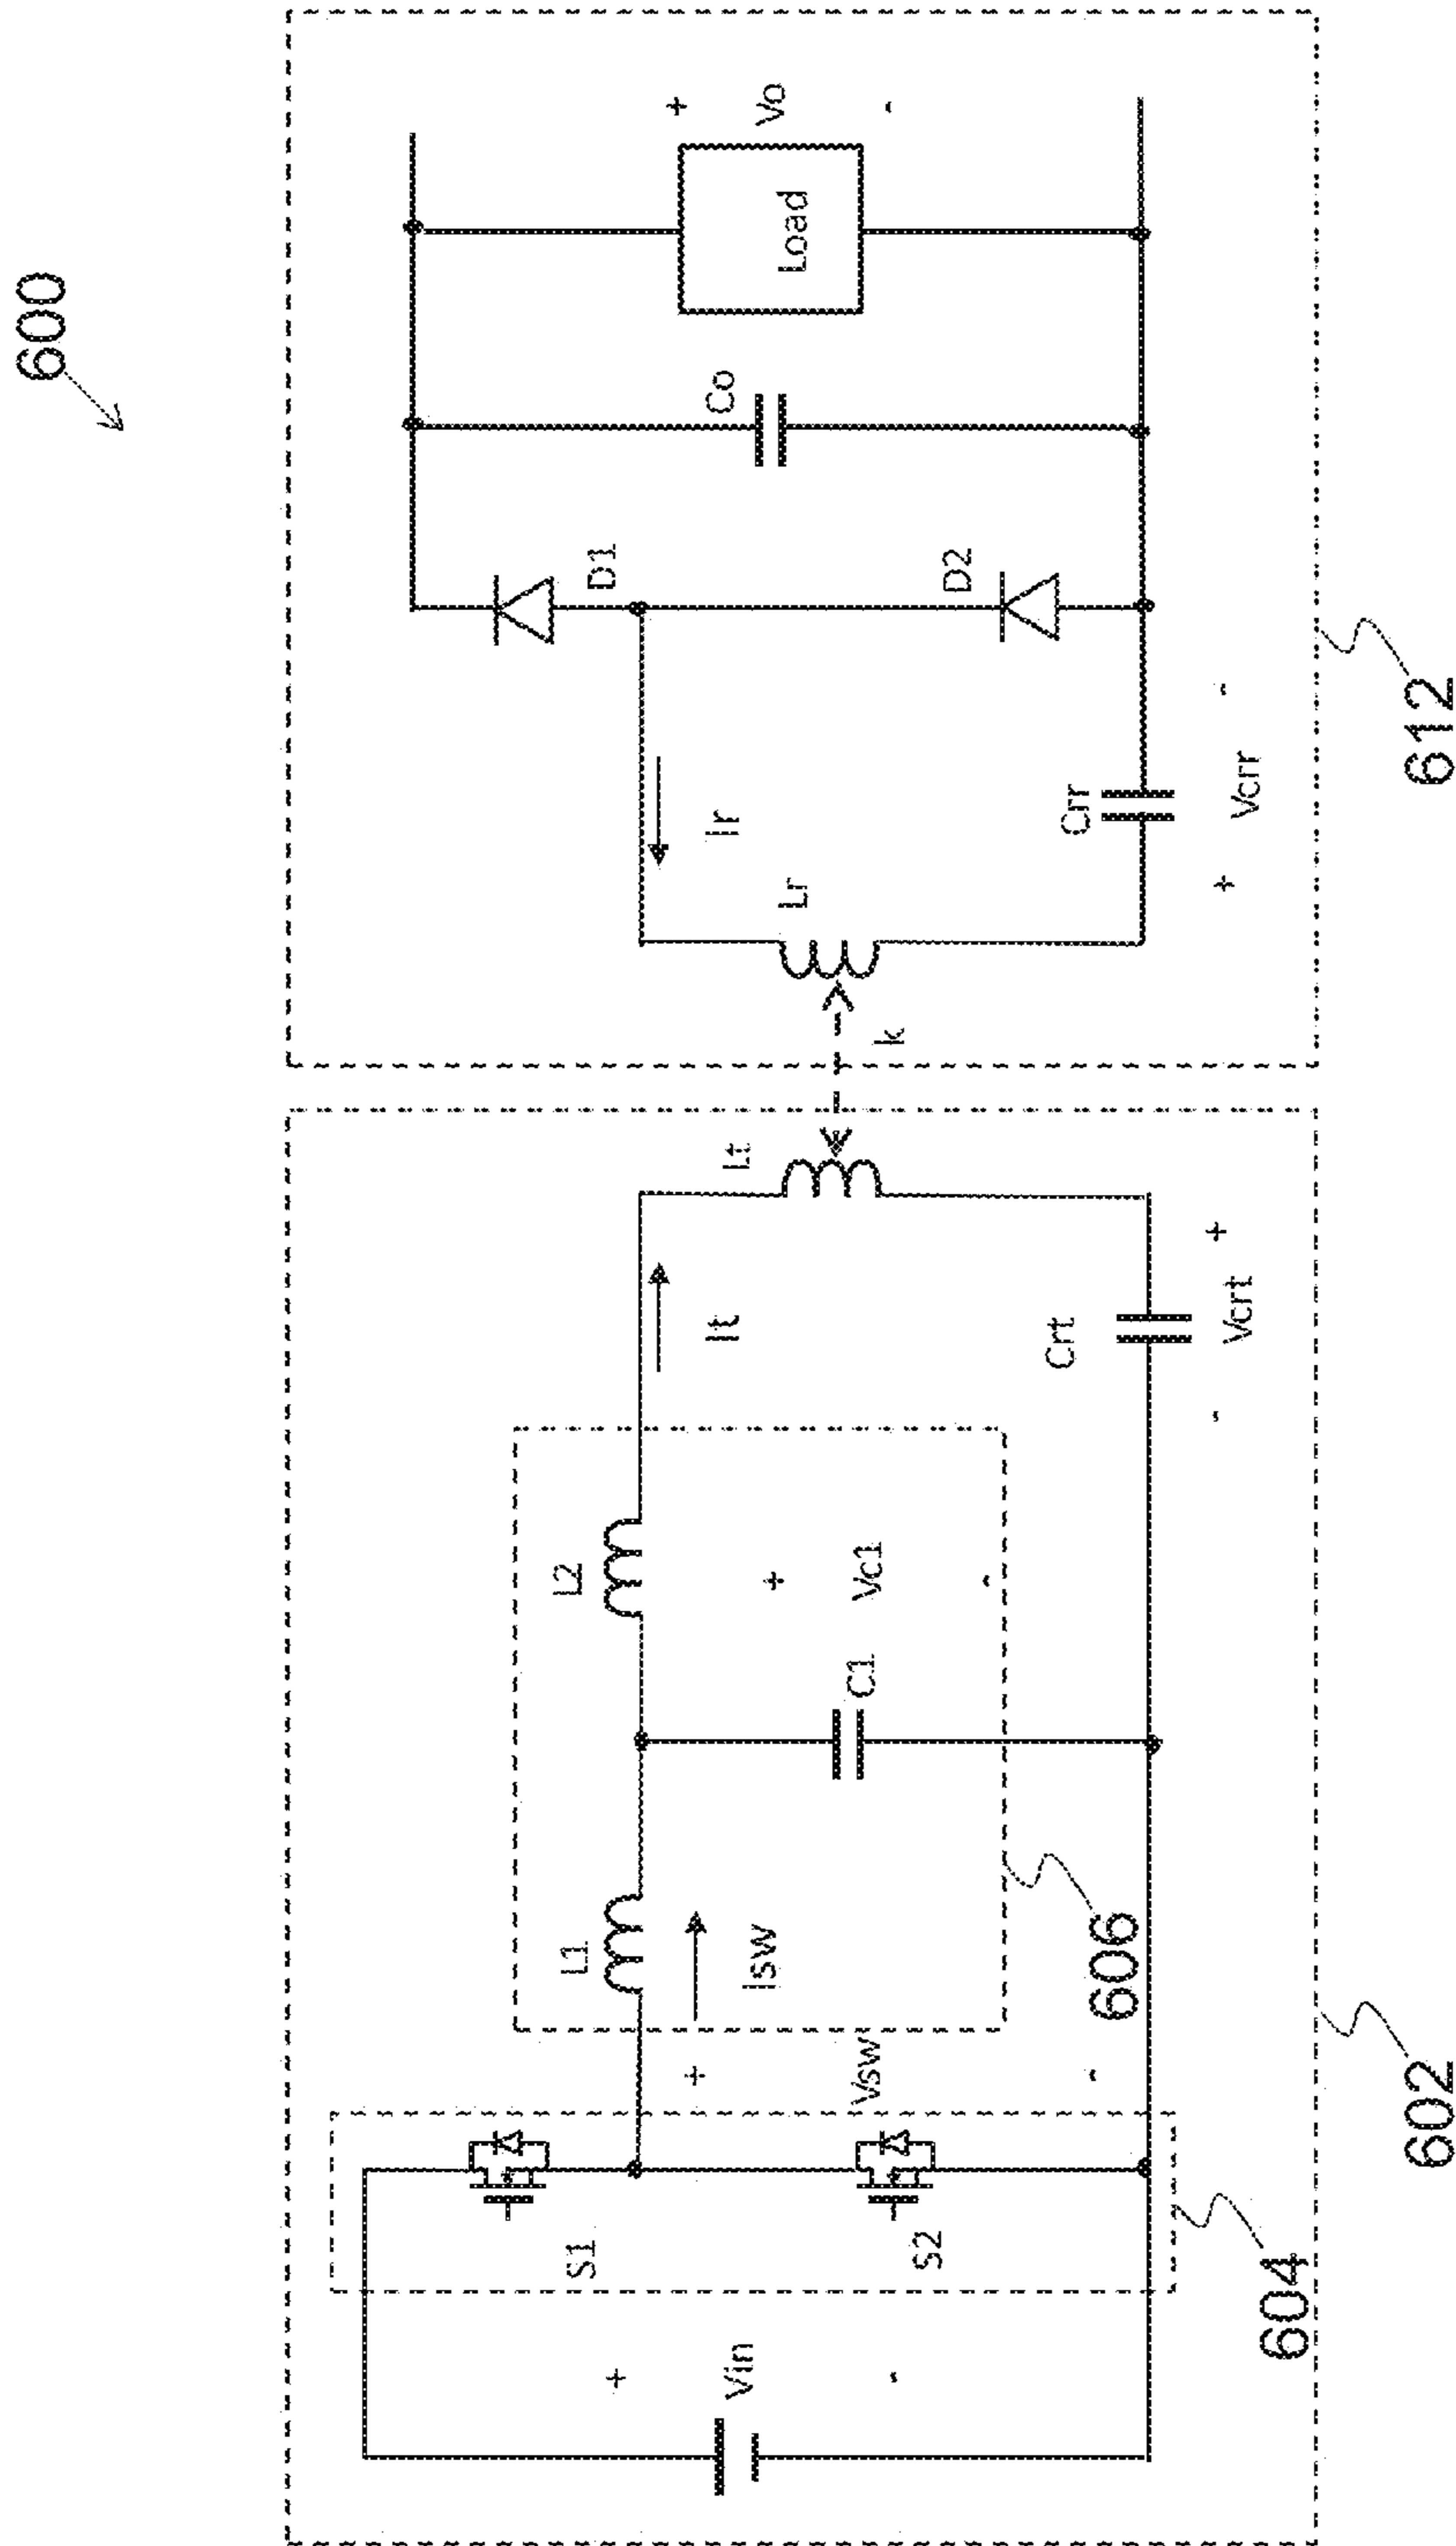 600
Vin
+
-
S1
S2
604
+
Vsw
-
L1
Isw
606
L2
C1
+
Vc1
-
It
Lt
Crt
- Vcrt +
602
k
Lr
Ir
Crr
+ Vcrr -
D1
D2
Co
Load
+
Vo
-
612